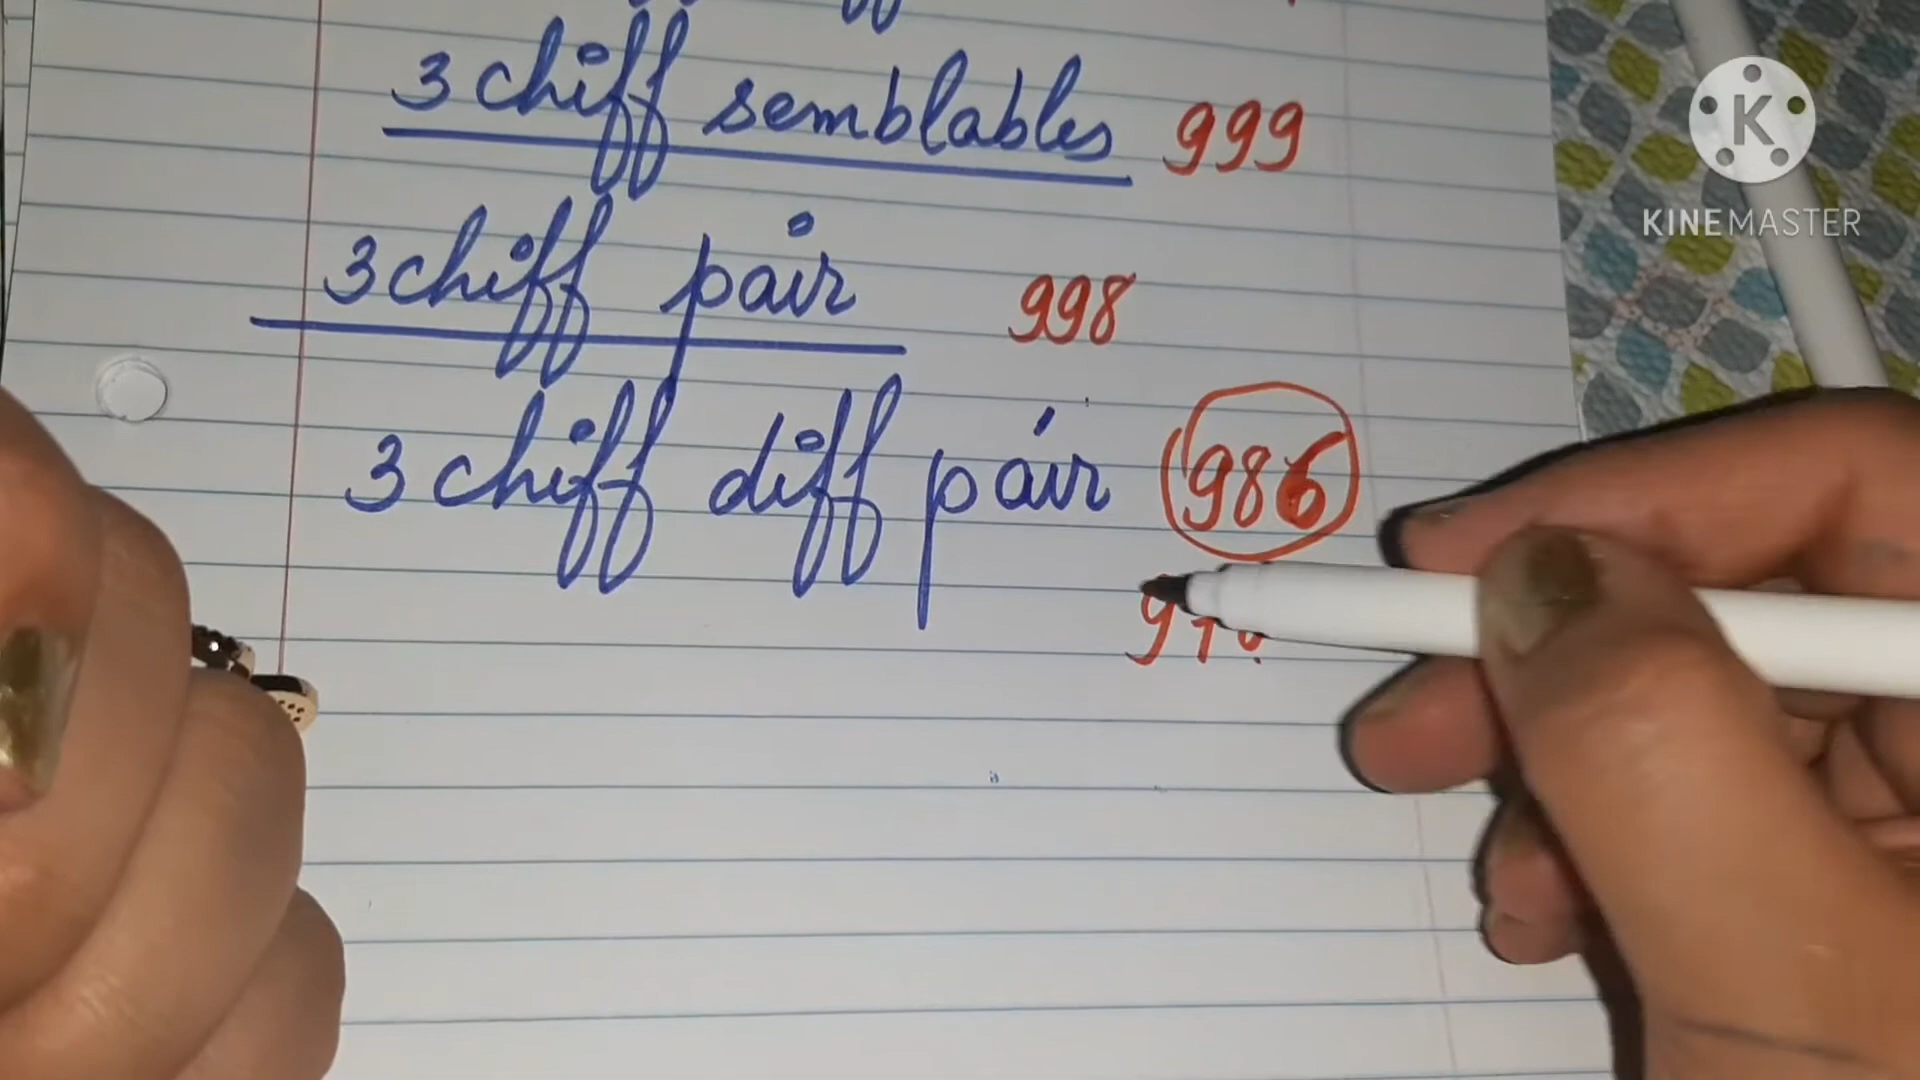 3 chiff semblables 999
3 chiff pair 998
3 chiff diff pair 986
KINEMASTER